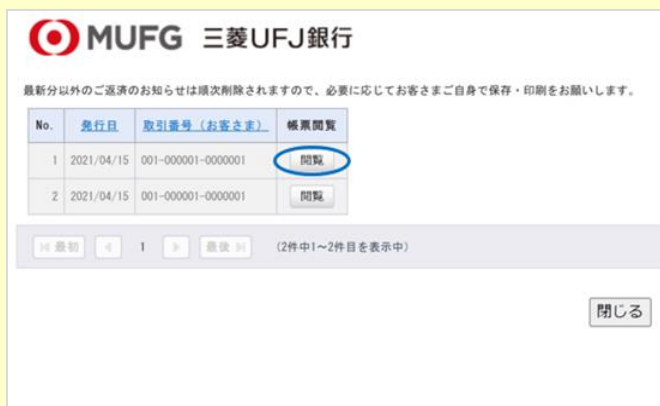 MUFG 三菱UFJ銀行
最新分以外のご返済のお知らせは順次削除されますので、必要に応じてお客さまご自身で保存・印刷をお願いします。
No. 発行日 取引番号（お客さま） 帳票閲覧
1 2021/04/15 001-000001-0000001 閲覧
2 2021/04/15 001-000001-0000001 閲覧
最初 1 最後 (2件中1～2件目を表示中)
閉じる